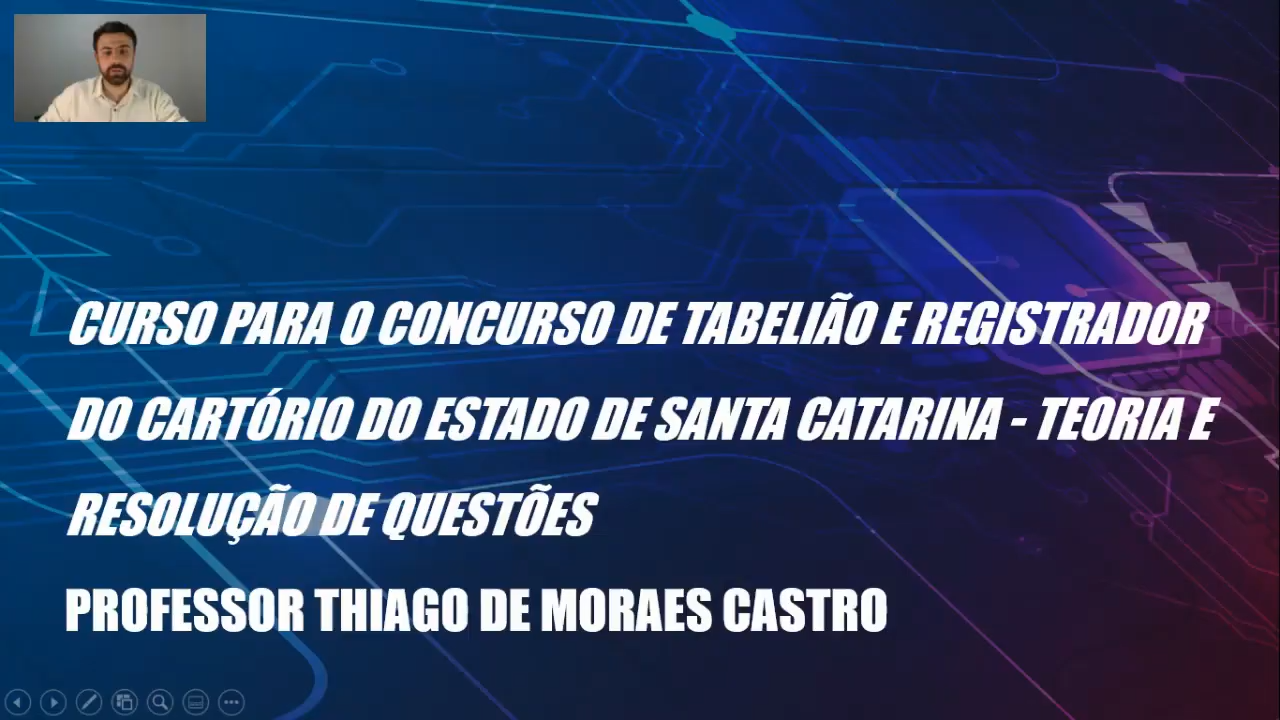 CURSO PARA O CONCURSO DE TABELIÃO E REGISTRADOR
DO CARTÓRIO DO ESTADO DE SANTA CATARINA - TEORIA E
RESOLUÇÃO DE QUESTÕES
PROFESSOR THIAGO DE MORAES CASTRO